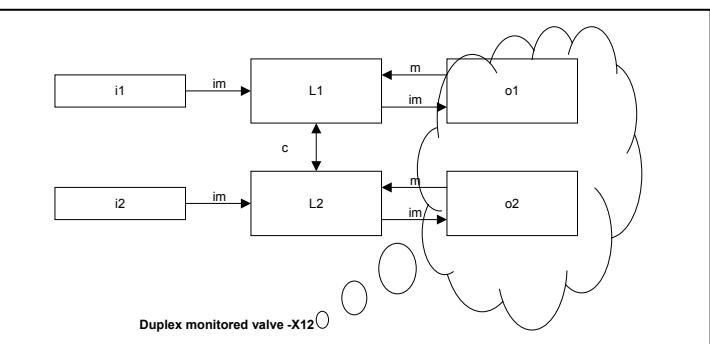 m
i1
im
L1
im
o1
c
m
i2
im
L2
im
o2
Duplex monitored valve -X12